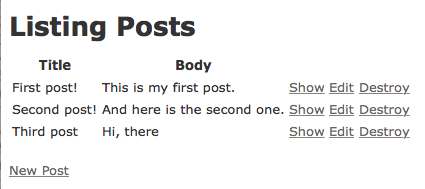 Listing Posts
Title Body
First post! This is my first post. Show Edit Destroy
Second post! And here is the second one. Show Edit Destroy
Third post Hi, there Show Edit Destroy
New Post